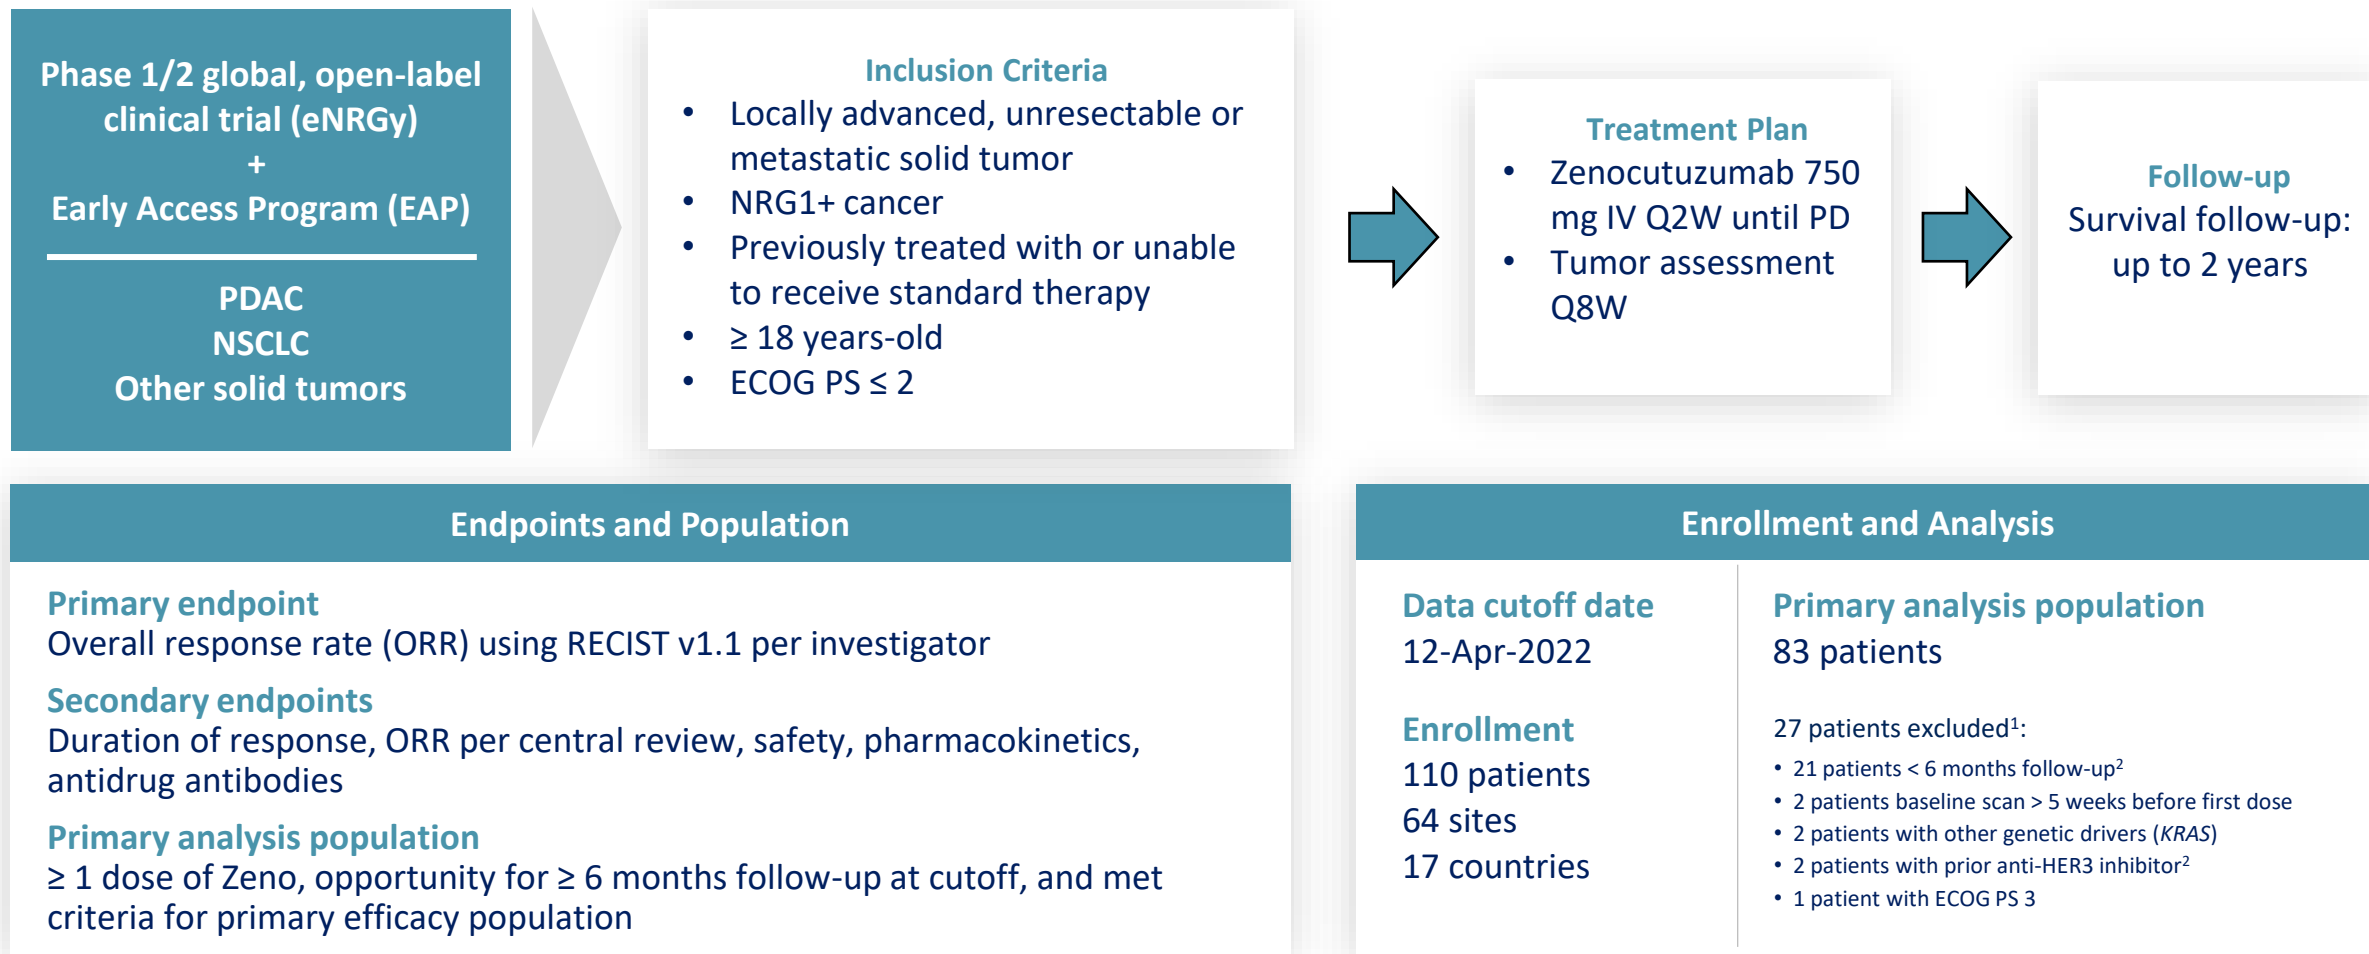 Phase 1/2 global, open-label
clinical trial (eNRGy)
+
Early Access Program (EAP)
PDAC
NSCLC
Other solid tumors
Inclusion Criteria
• Locally advanced, unresectable or
metastatic solid tumor
• NRG1+ cancer
• Previously treated with or unable
to receive standard therapy
• ≥ 18 years-old
• ECOG PS ≤ 2
Treatment Plan
• Zenocutuzumab 750
mg IV Q2W until PD
• Tumor assessment
Q8W
Follow-up
Survival follow-up:
up to 2 years
Endpoints and Population
Primary endpoint
Overall response rate (ORR) using RECIST v1.1 per investigator
Secondary endpoints
Duration of response, ORR per central review, safety, pharmacokinetics,
antidrug antibodies
Primary analysis population
≥ 1 dose of Zeno, opportunity for ≥ 6 months follow-up at cutoff, and met
criteria for primary efficacy population
Enrollment and Analysis
Data cutoff date
12-Apr-2022
Enrollment
110 patients
64 sites
17 countries
Primary analysis population
83 patients
27 patients excluded¹:
• 21 patients < 6 months follow-up²
• 2 patients baseline scan > 5 weeks before first dose
• 2 patients with other genetic drivers (KRAS)
• 2 patients with prior anti-HER3 inhibitor²
• 1 patient with ECOG PS 3